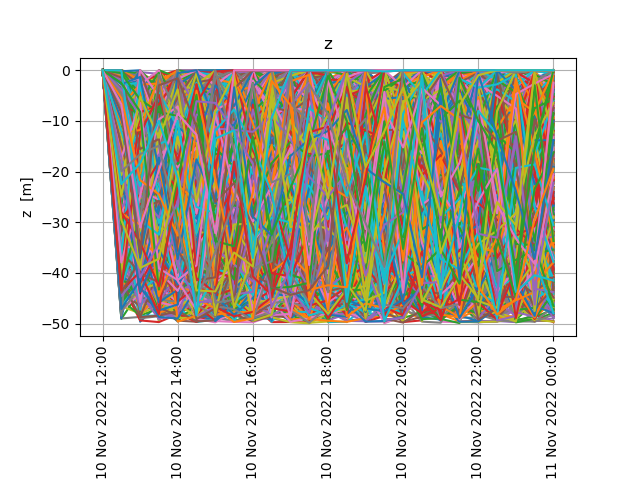 z
0
−10
−20
−30
−40
−50
z [m]
10 Nov 2022 12:00
10 Nov 2022 14:00
10 Nov 2022 16:00
10 Nov 2022 18:00
10 Nov 2022 20:00
10 Nov 2022 22:00
11 Nov 2022 00:00